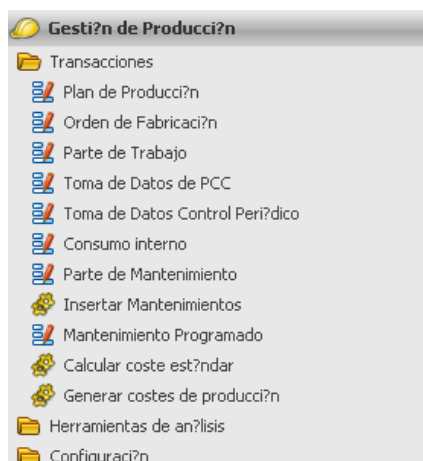 Gesti?n de Producci?n
Transacciones
Plan de Producci?n
Orden de Fabricaci?n
Parte de Trabajo
Toma de Datos de PCC
Toma de Datos Control Peri?dico
Consumo interno
Parte de Mantenimiento
Insertar Mantenimientos
Mantenimiento Programado
Calcular coste est?ndar
Generar costes de producci?n
Herramientas de an?lisis
Configuraci?n